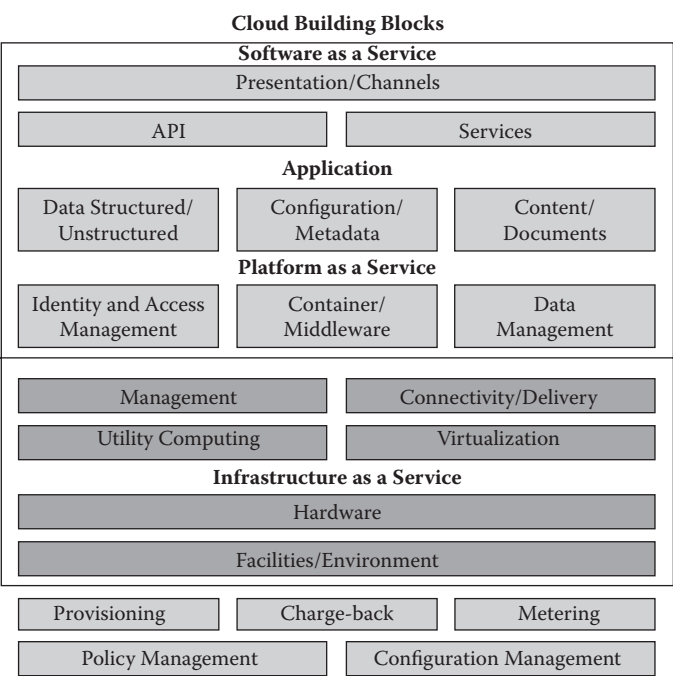 Cloud Building Blocks
Software as a Service
Presentation/Channels
API
Services
Application
Data Structured/
Unstructured
Configuration/
Metadata
Content/
Documents
Platform as a Service
Identity and Access
Management
Container/
Middleware
Data
Management
Management
Connectivity/Delivery
Utility Computing
Virtualization
Infrastructure as a Service
Hardware
Facilities/Environment
Provisioning
Charge-back
Metering
Policy Management
Configuration Management